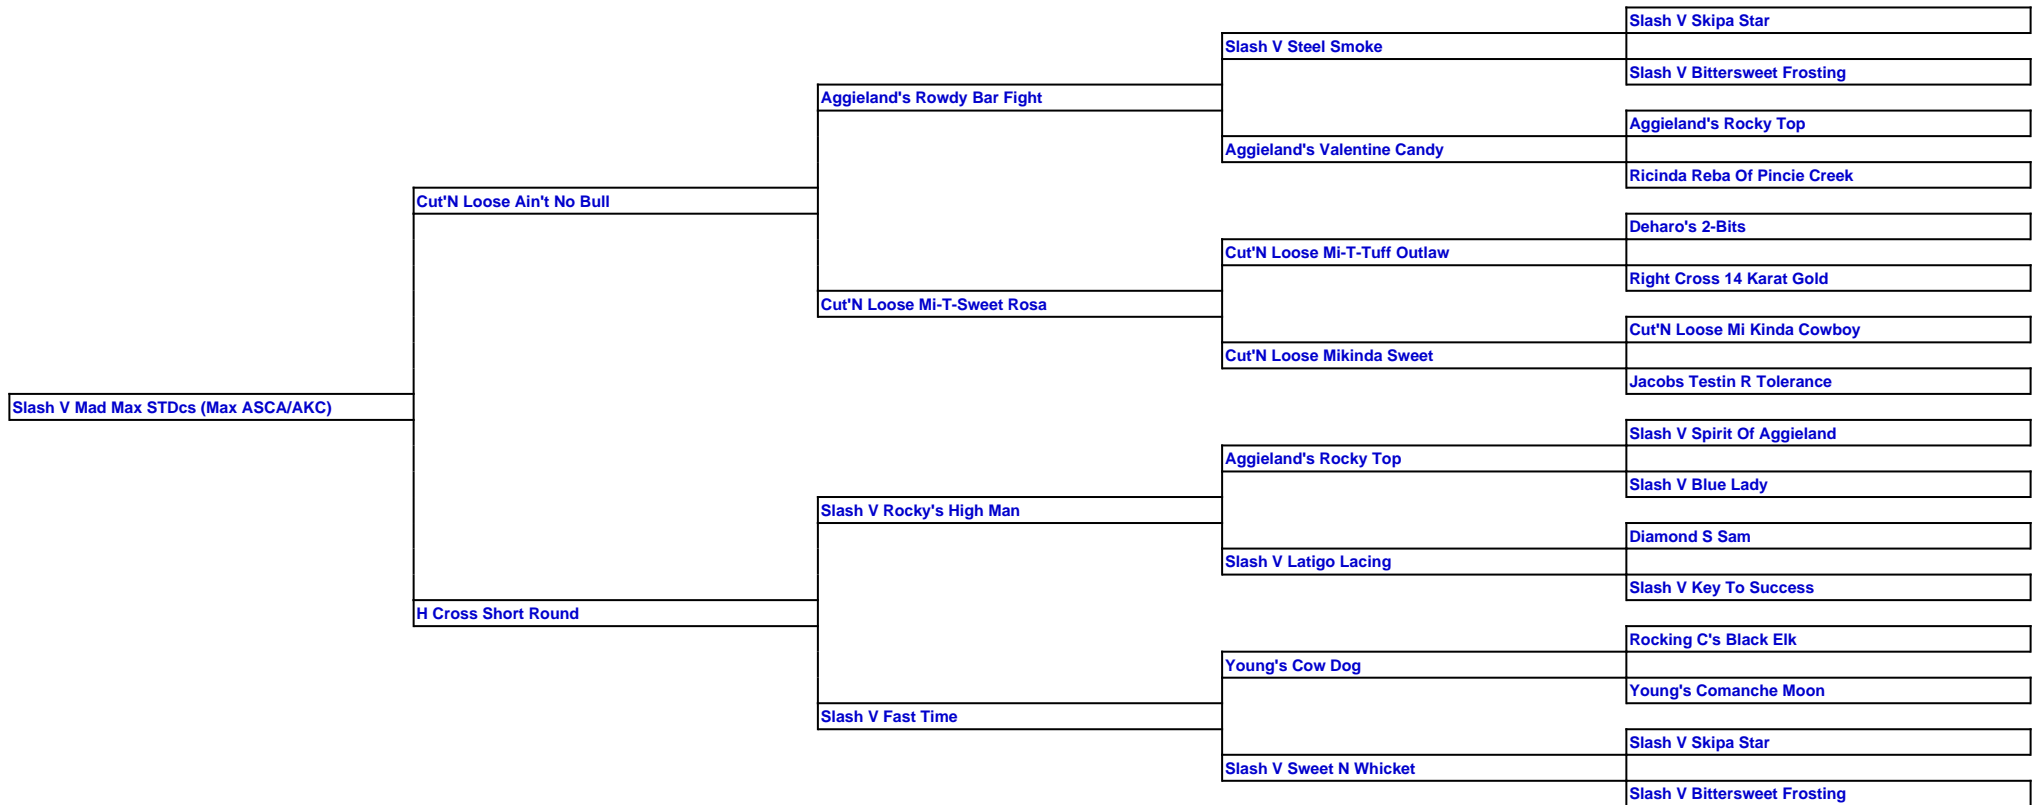 Slash V Skipa Star
Slash V Steel Smoke
Slash V Bittersweet Frosting
Aggieland's Rowdy Bar Fight
Aggieland's Rocky Top
Aggieland's Valentine Candy
Ricinda Reba Of Pincie Creek
Cut'N Loose Ain't No Bull
Deharo's 2-Bits
Cut'N Loose Mi-T-Tuff Outlaw
Right Cross 14 Karat Gold
Cut'N Loose Mi-T-Sweet Rosa
Cut'N Loose Mi Kinda Cowboy
Cut'N Loose Mikinda Sweet
Jacobs Testin R Tolerance
Slash V Mad Max STDcs (Max ASCA/AKC)
Slash V Spirit Of Aggieland
Aggieland's Rocky Top
Slash V Blue Lady
Slash V Rocky's High Man
Diamond S Sam
Slash V Latigo Lacing
Slash V Key To Success
H Cross Short Round
Rocking C's Black Elk
Young's Cow Dog
Young's Comanche Moon
Slash V Fast Time
Slash V Skipa Star
Slash V Sweet N Whicket
Slash V Bittersweet Frosting